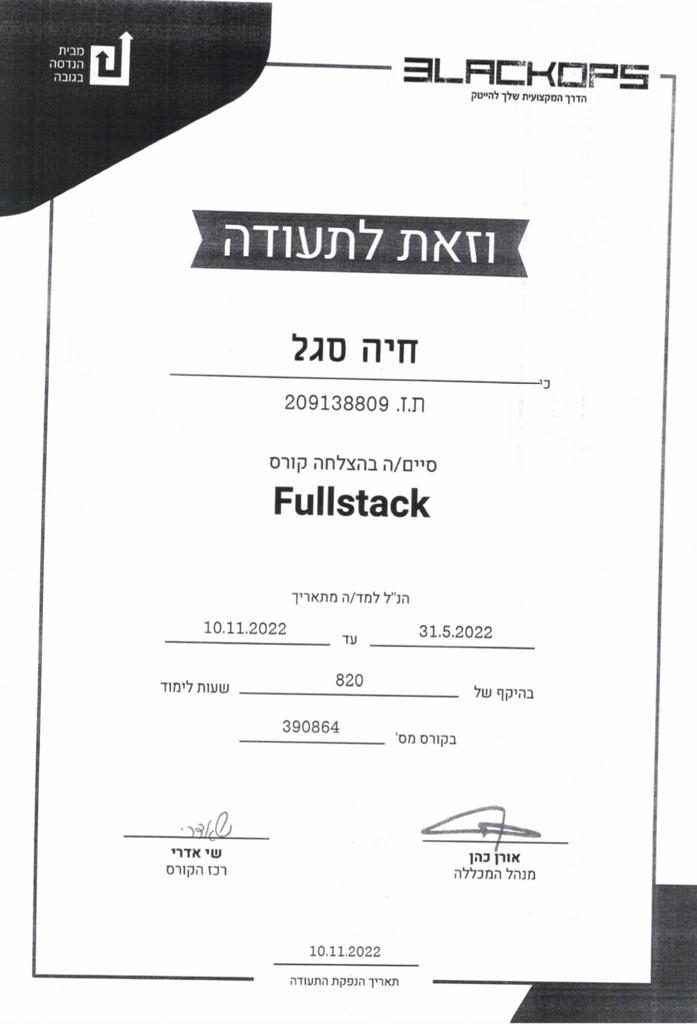 מבית
הנדסה
בגובה
BLACKOPS
הדרך המקצועית שלך להייטק
וזאת לתעודה
חיה סגל
כי
ת.ז. 209138809
סיים/ה בהצלחה קורס
Fullstack
הנ"ל למד/ה מתאריך
31.5.2022 עד 10.11.2022
בהיקף של 820 שעות לימוד
בקורס מס' 390864
אורן כהן
מנהל המכללה
שי אדרי
שי אדרי
רכז הקורס
10.11.2022
תאריך הנפקת התעודה